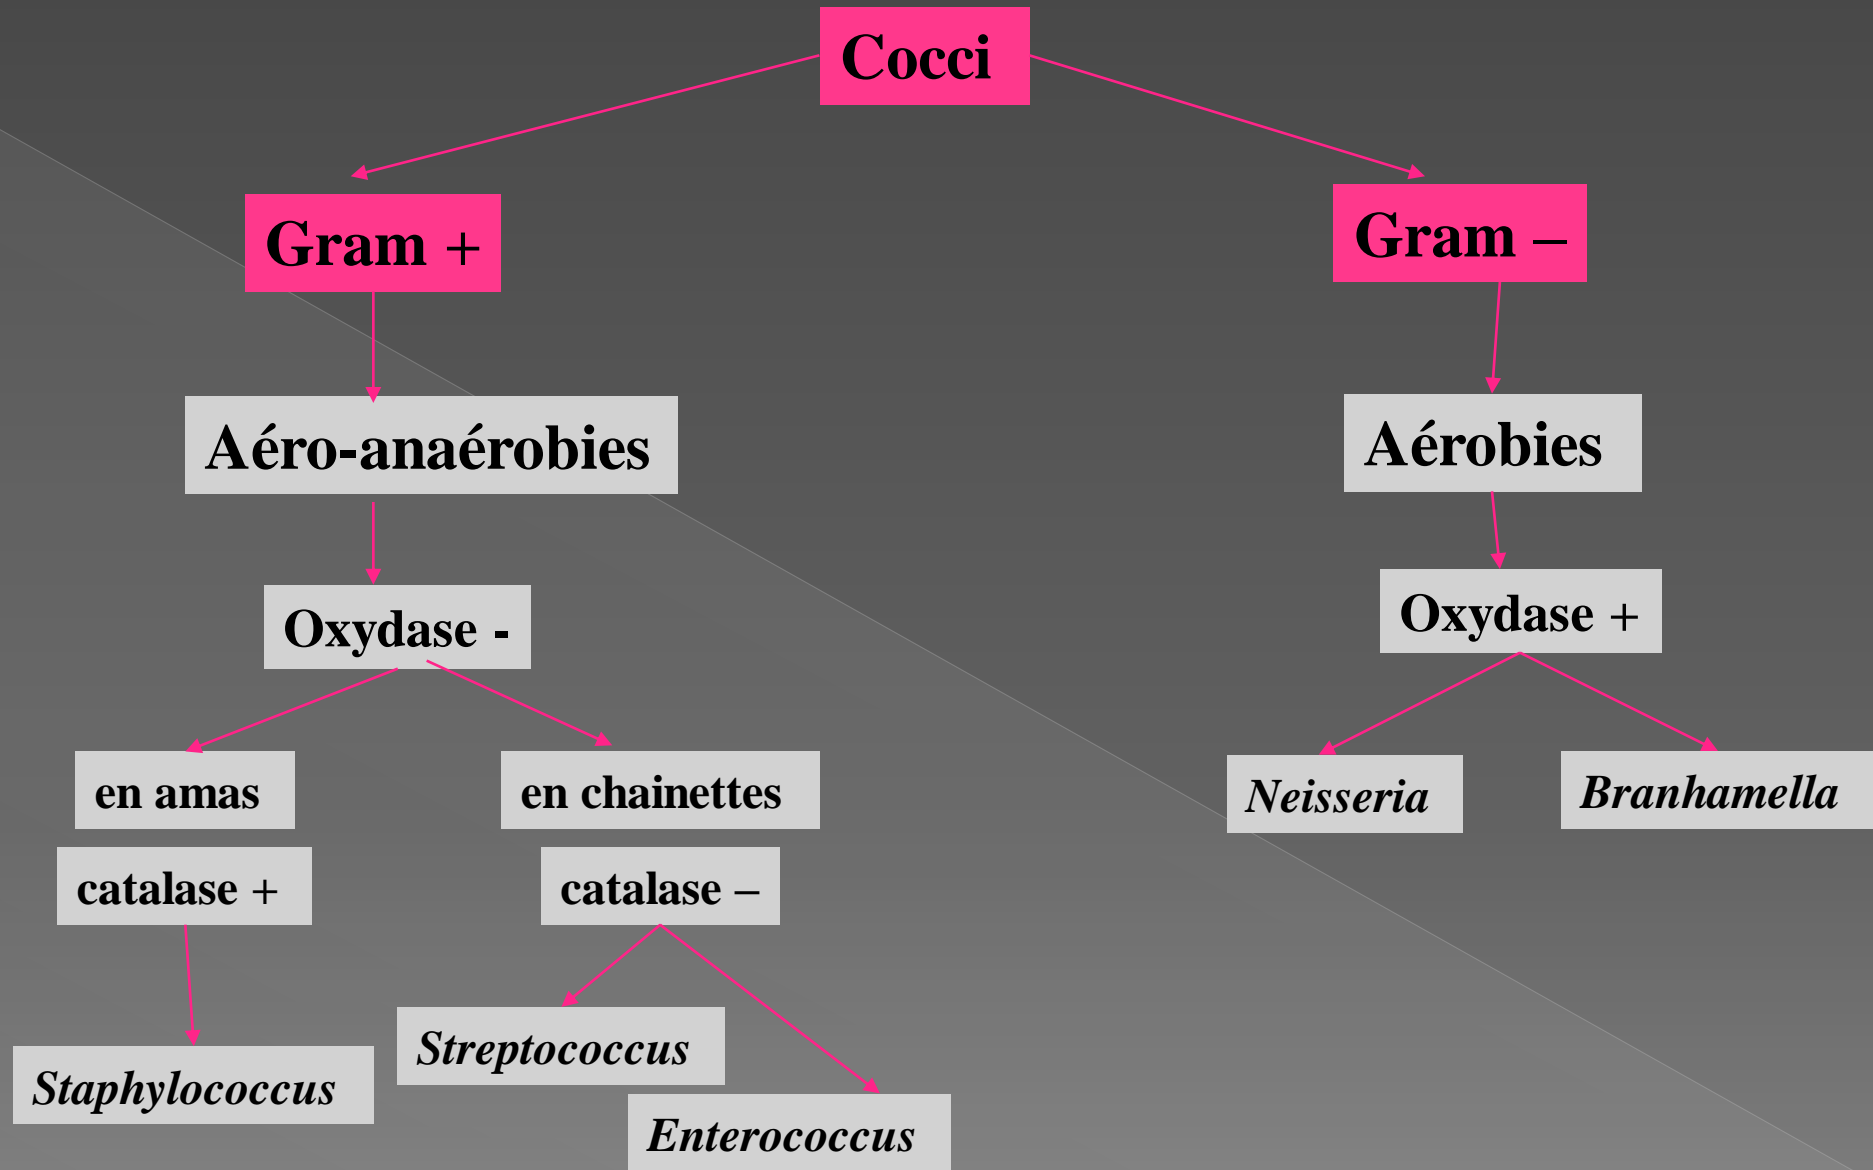 Cocci
Gram +
Gram –
Aéro-anaérobies
Aérobies
Oxydase -
Oxydase +
en amas
en chainettes
Neisseria
Branhamella
catalase +
catalase –
Streptococcus
Staphylococcus
Enterococcus